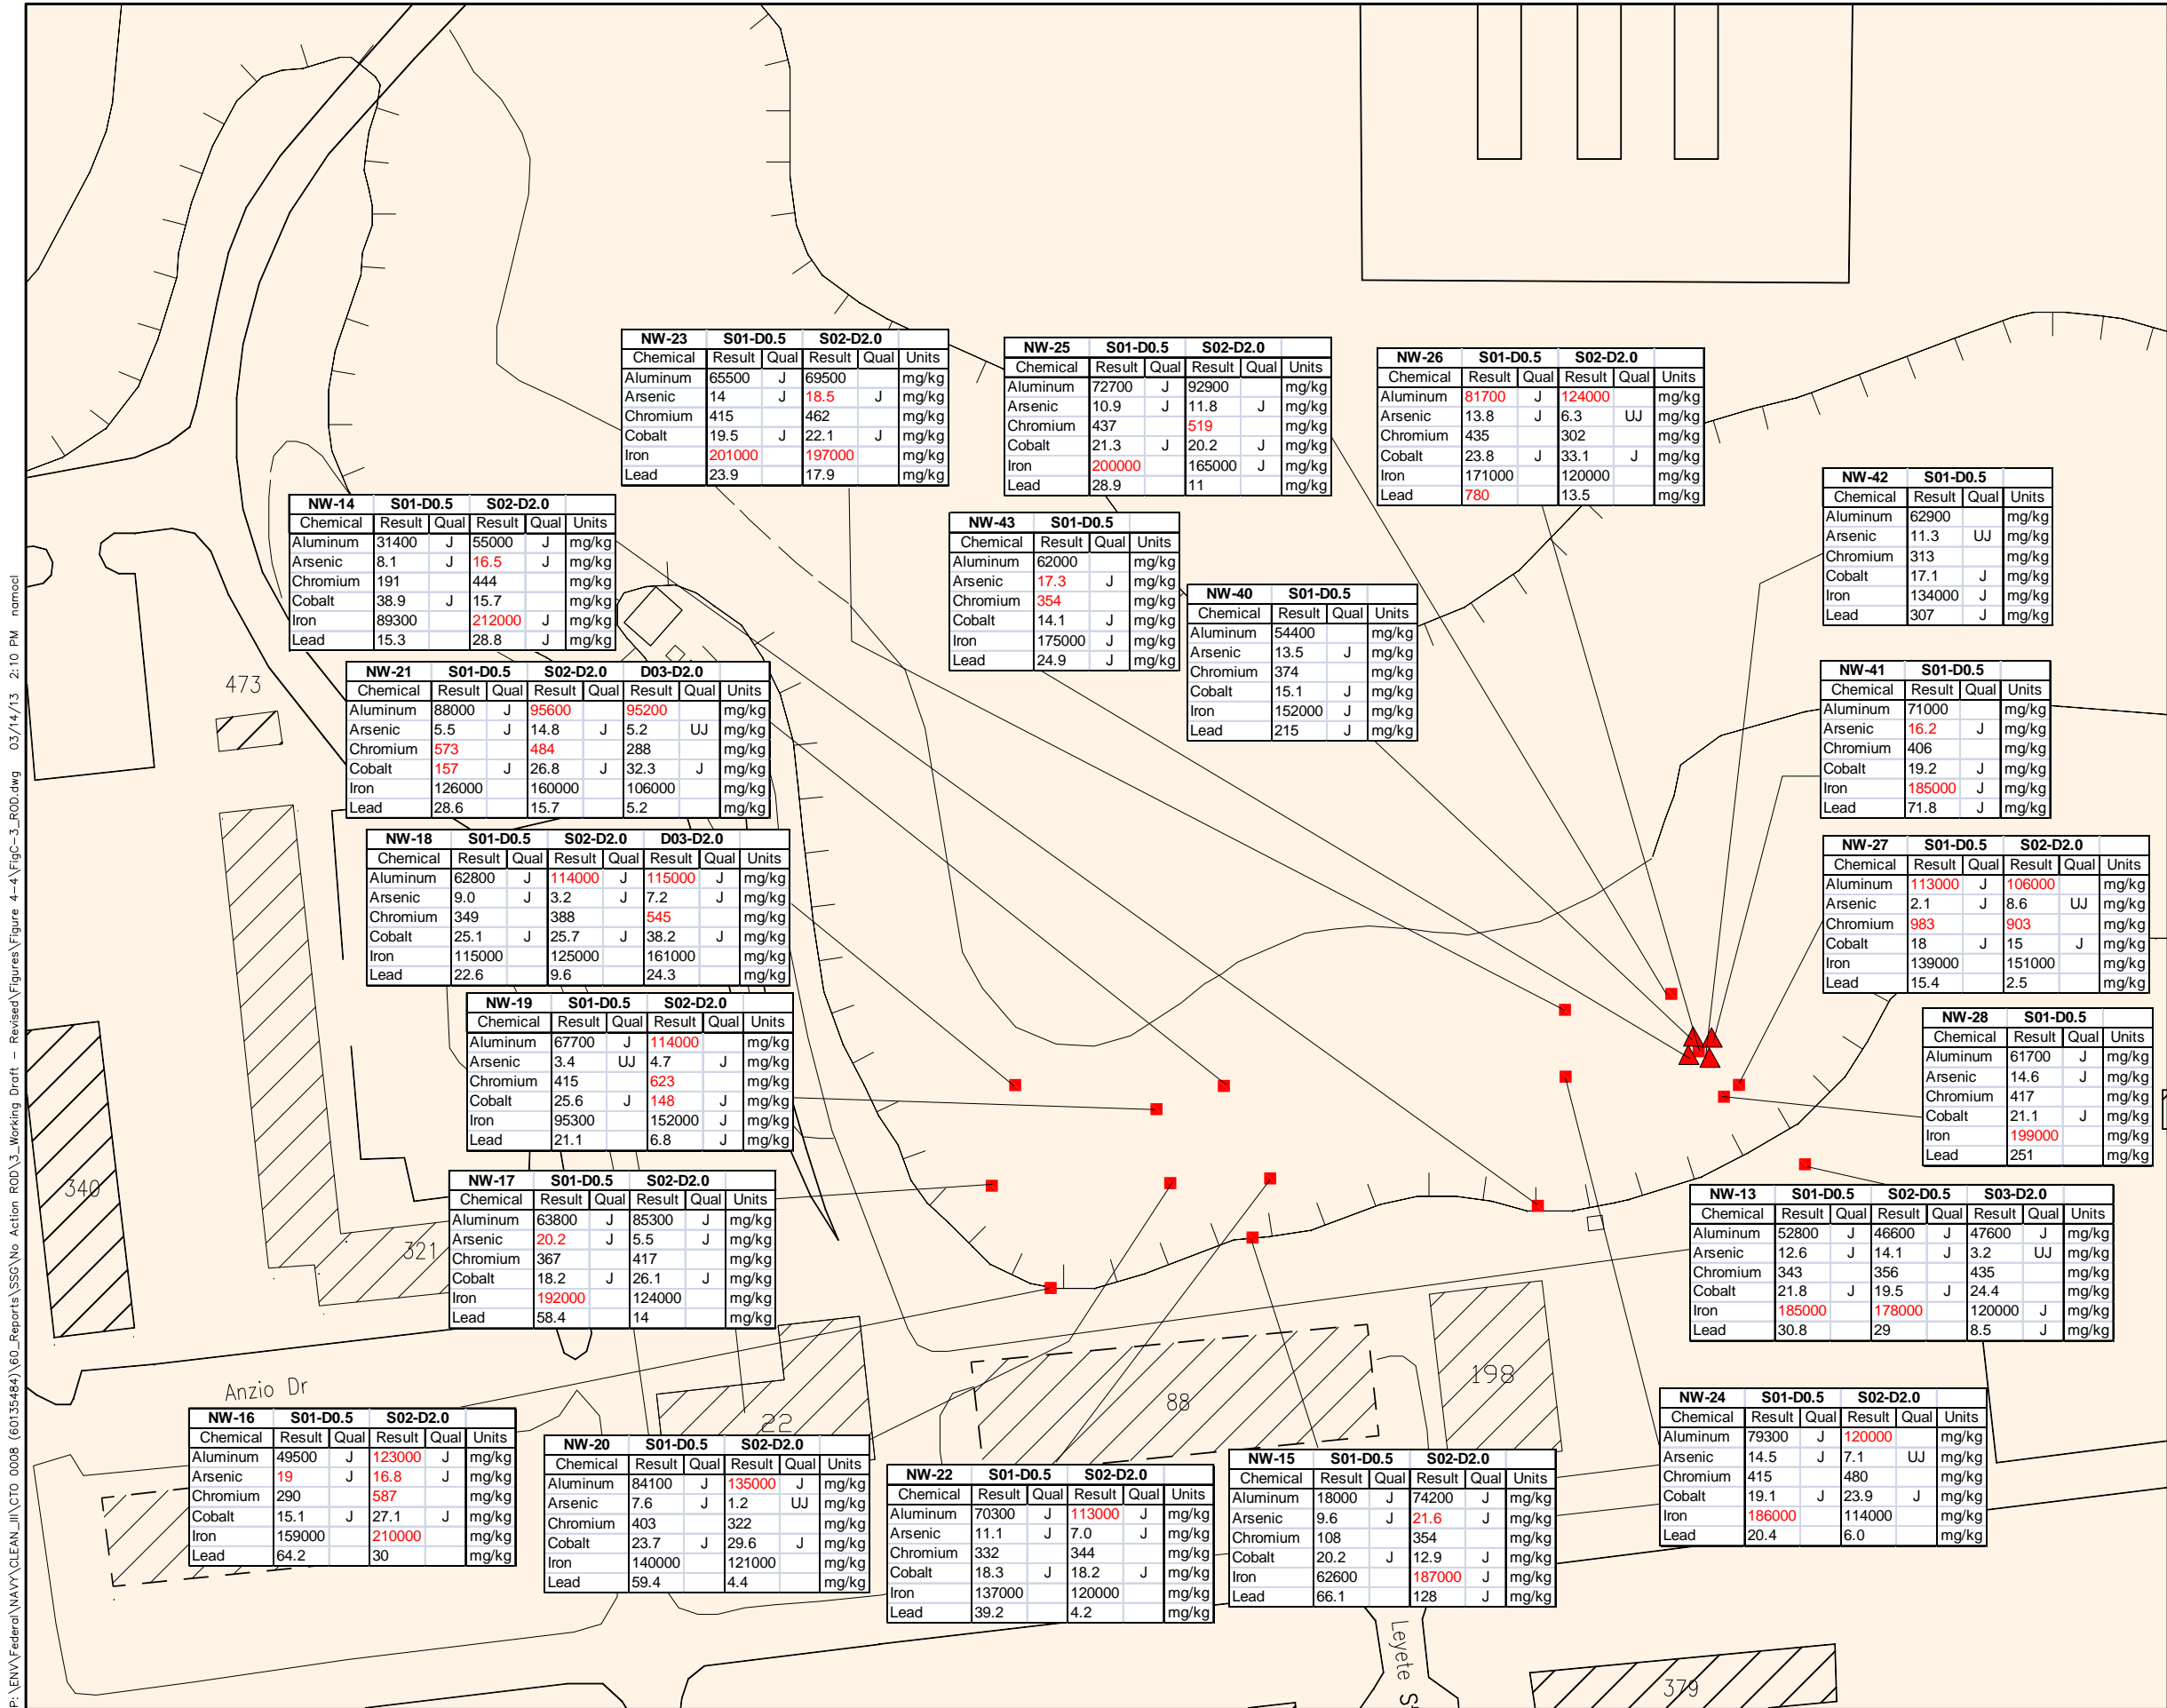 NW-23 S01-D0.5 S02-D2.0
Chemical Result Qual Result Qual Units
Aluminum 65500 J 69500 mg/kg
Arsenic 14 J 18.5 J mg/kg
Chromium 415 462 mg/kg
Cobalt 19.5 J 22.1 J mg/kg
Iron 201000 197000 mg/kg
Lead 23.9 17.9 mg/kg
NW-25 S01-D0.5 S02-D2.0
Chemical Result Qual Result Qual Units
Aluminum 72700 J 92900 mg/kg
Arsenic 10.9 J 11.8 J mg/kg
Chromium 437 519 mg/kg
Cobalt 21.3 J 20.2 J mg/kg
Iron 200000 165000 J mg/kg
Lead 28.9 11 mg/kg
NW-26 S01-D0.5 S02-D2.0
Chemical Result Qual Result Qual Units
Aluminum 81700 J 124000 mg/kg
Arsenic 13.8 J 6.3 UJ mg/kg
Chromium 435 302 mg/kg
Cobalt 23.8 J 33.1 J mg/kg
Iron 171000 120000 mg/kg
Lead 780 13.5 mg/kg
NW-42 S01-D0.5
Chemical Result Qual Units
Aluminum 62900 mg/kg
Arsenic 11.3 UJ mg/kg
Chromium 313 mg/kg
Cobalt 17.1 J mg/kg
Iron 134000 J mg/kg
Lead 307 J mg/kg
NW-14 S01-D0.5 S02-D2.0
Chemical Result Qual Result Qual Units
Aluminum 31400 J 55000 J mg/kg
Arsenic 8.1 J 16.5 J mg/kg
Chromium 191 444 mg/kg
Cobalt 38.9 J 15.7 mg/kg
Iron 89300 212000 J mg/kg
Lead 15.3 28.8 J mg/kg
NW-43 S01-D0.5
Chemical Result Qual Units
Aluminum 62000 mg/kg
Arsenic 17.3 J mg/kg
Chromium 354 mg/kg
Cobalt 14.1 J mg/kg
Iron 175000 J mg/kg
Lead 24.9 J mg/kg
NW-40 S01-D0.5
Chemical Result Qual Units
Aluminum 54400 mg/kg
Arsenic 13.5 J mg/kg
Chromium 374 mg/kg
Cobalt 15.1 J mg/kg
Iron 152000 J mg/kg
Lead 215 J mg/kg
473
NW-21 S01-D0.5 S02-D2.0 D03-D2.0
Chemical Result Qual Result Qual Result Qual Units
Aluminum 88000 J 95600 95200 mg/kg
Arsenic 5.5 J 14.8 J 5.2 UJ mg/kg
Chromium 573 484 288 mg/kg
Cobalt 157 J 26.8 J 32.3 J mg/kg
Iron 126000 160000 106000 mg/kg
Lead 28.6 15.7 5.2 mg/kg
NW-41 S01-D0.5
Chemical Result Qual Units
Aluminum 71000 mg/kg
Arsenic 16.2 J mg/kg
Chromium 406 mg/kg
Cobalt 19.2 J mg/kg
Iron 185000 J mg/kg
Lead 71.8 J mg/kg
NW-18 S01-D0.5 S02-D2.0 D03-D2.0
Chemical Result Qual Result Qual Result Qual Units
Aluminum 62800 J 114000 J 115000 J mg/kg
Arsenic 9.0 J 3.2 J 7.2 J mg/kg
Chromium 349 388 545 mg/kg
Cobalt 25.1 J 25.7 J 38.2 J mg/kg
Iron 115000 125000 161000 mg/kg
Lead 22.6 9.6 24.3 mg/kg
NW-27 S01-D0.5 S02-D2.0
Chemical Result Qual Result Qual Units
Aluminum 113000 J 106000 mg/kg
Arsenic 2.1 J 8.6 UJ mg/kg
Chromium 983 903 mg/kg
Cobalt 18 J 15 J mg/kg
Iron 139000 151000 mg/kg
Lead 15.4 2.5 mg/kg
NW-19 S01-D0.5 S02-D2.0
Chemical Result Qual Result Qual Units
Aluminum 67700 J 114000 mg/kg
Arsenic 3.4 UJ 4.7 J mg/kg
Chromium 415 623 mg/kg
Cobalt 25.6 J 148 J mg/kg
Iron 95300 152000 J mg/kg
Lead 21.1 6.8 J mg/kg
NW-28 S01-D0.5
Chemical Result Qual Units
Aluminum 61700 J mg/kg
Arsenic 14.6 J mg/kg
Chromium 417 mg/kg
Cobalt 21.1 J mg/kg
Iron 199000 mg/kg
Lead 251 mg/kg
340
321
NW-17 S01-D0.5 S02-D2.0
Chemical Result Qual Result Qual Units
Aluminum 63800 J 85300 J mg/kg
Arsenic 20.2 J 5.5 J mg/kg
Chromium 367 417 mg/kg
Cobalt 18.2 J 26.1 J mg/kg
Iron 192000 124000 mg/kg
Lead 58.4 14 mg/kg
NW-13 S01-D0.5 S02-D0.5 S03-D2.0
Chemical Result Qual Result Qual Result Qual Units
Aluminum 52800 J 46600 J 47600 J mg/kg
Arsenic 12.6 J 14.1 J 3.2 UJ mg/kg
Chromium 343 356 435 mg/kg
Cobalt 21.8 J 19.5 J 24.4 mg/kg
Iron 185000 178000 120000 J mg/kg
Lead 30.8 29 8.5 J mg/kg
Anzio Dr
22
88
198
NW-16 S01-D0.5 S02-D2.0
Chemical Result Qual Result Qual Units
Aluminum 49500 J 123000 J mg/kg
Arsenic 19 J 16.8 J mg/kg
Chromium 290 587 mg/kg
Cobalt 15.1 J 27.1 J mg/kg
Iron 159000 210000 mg/kg
Lead 64.2 30 mg/kg
NW-20 S01-D0.5 S02-D2.0
Chemical Result Qual Result Qual Units
Aluminum 84100 J 135000 J mg/kg
Arsenic 7.6 J 1.2 UJ mg/kg
Chromium 403 322 mg/kg
Cobalt 23.7 J 29.6 J mg/kg
Iron 140000 121000 mg/kg
Lead 59.4 4.4 mg/kg
NW-22 S01-D0.5 S02-D2.0
Chemical Result Qual Result Qual Units
Aluminum 70300 J 113000 J mg/kg
Arsenic 11.1 J 7.0 J mg/kg
Chromium 332 344 mg/kg
Cobalt 18.3 J 18.2 J mg/kg
Iron 137000 120000 mg/kg
Lead 39.2 4.2 mg/kg
NW-15 S01-D0.5 S02-D2.0
Chemical Result Qual Result Qual Units
Aluminum 18000 J 74200 J mg/kg
Arsenic 9.6 J 21.6 J mg/kg
Chromium 108 354 mg/kg
Cobalt 20.2 J 12.9 J mg/kg
Iron 62600 187000 J mg/kg
Lead 66.1 128 J mg/kg
NW-24 S01-D0.5 S02-D2.0
Chemical Result Qual Result Qual Units
Aluminum 79300 J 120000 mg/kg
Arsenic 14.5 J 7.1 UJ mg/kg
Chromium 415 480 mg/kg
Cobalt 19.1 J 23.9 J mg/kg
Iron 186000 114000 mg/kg
Lead 20.4 6.0 mg/kg
Leyete S
379
P:\ENV\Federal\NAVY\CLEAN_III\CTO 0008 (60135484)\60_Reports\SSG\No Action ROD\3_Working Draft - Revised\Figures\Figure 4-4\FigC-3_ROD.dwg 03/14/13 2:10 PM namocl